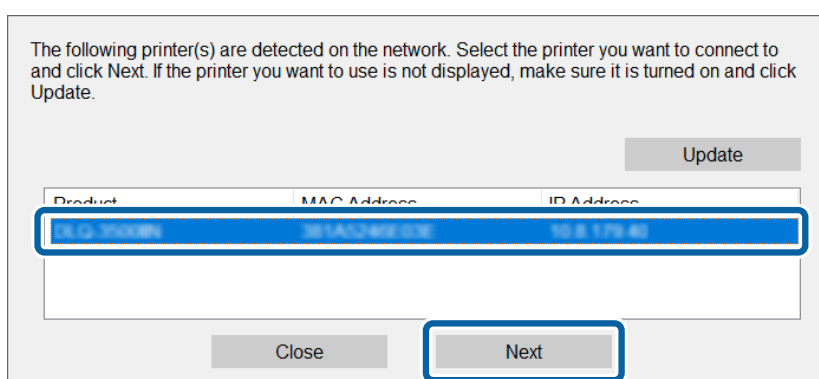 The following printer(s) are detected on the network. Select the printer you want to connect to
and click Next. If the printer you want to use is not displayed, make sure it is turned on and click
Update.
Update
Product MAC Address IP Address
Close Next